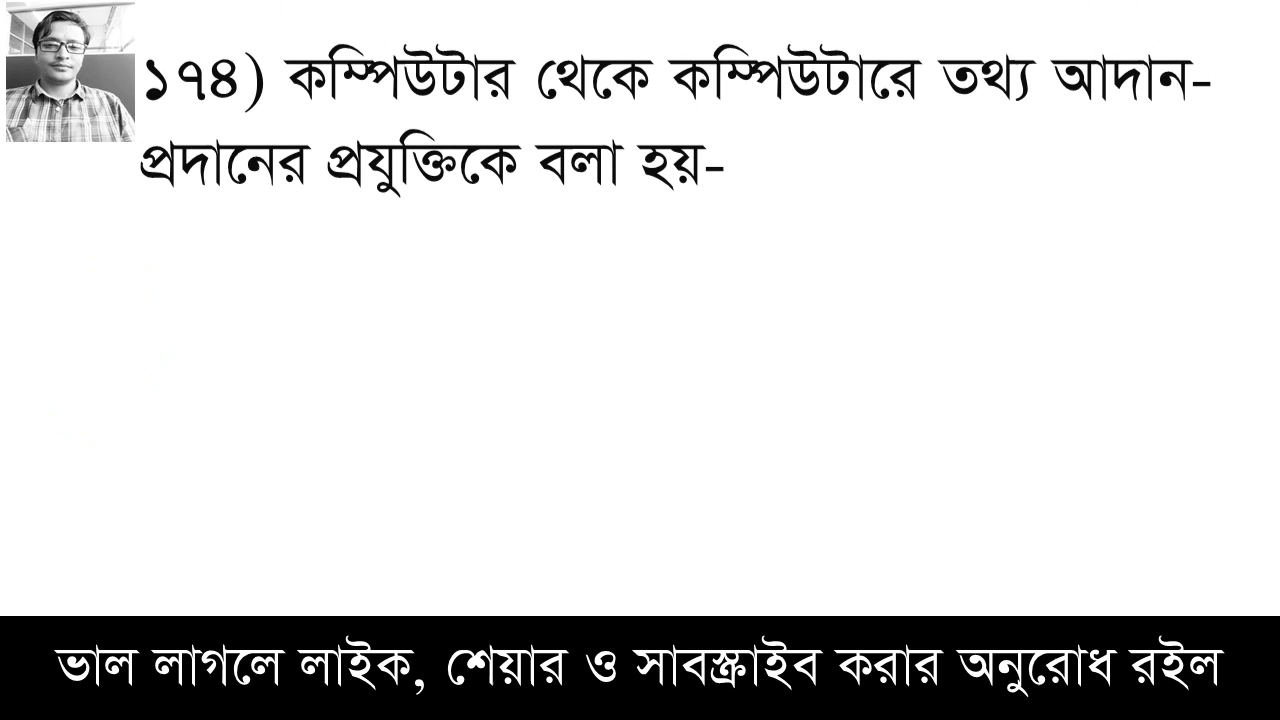 ১৭৪) কম্পিউটার থেকে কম্পিউটারে তথ্য আদান-
প্রদানের প্রযুক্তিকে বলা হয়-
ভাল লাগলে লাইক, শেয়ার ও সাবস্ক্রাইব করার অনুরোধ রইল